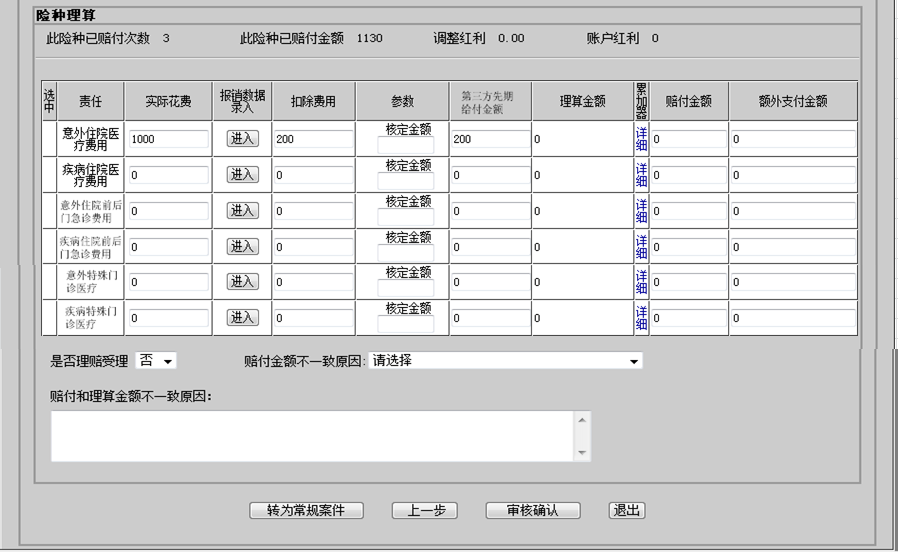 险种理算
此险种已赔付次数 3 此险种已赔付金额 1130 调整红利 0.00 账户红利 0
选中 责任 实际花费 报销数据录入 扣除费用 参数 第三方先期给付金额 理算金额 累加器 赔付金额 额外支付金额
意外住院医疗费用 1000 进入 200 核定金额 200 0 详细 0 0
疾病住院医疗费用 0 进入 0 核定金额 0 0 详细 0 0
意外住院前后门急诊费用 0 进入 0 核定金额 0 0 详细 0 0
疾病住院前后门急诊费用 0 进入 0 核定金额 0 0 详细 0 0
意外特殊门诊医疗 0 进入 0 核定金额 0 0 详细 0 0
疾病特殊门诊医疗 0 进入 0 核定金额 0 0 详细 0 0
是否理赔受理 否 赔付金额不一致原因: 请选择
赔付和理算金额不一致原因:
转为常规案件 上一步 审核确认 退出